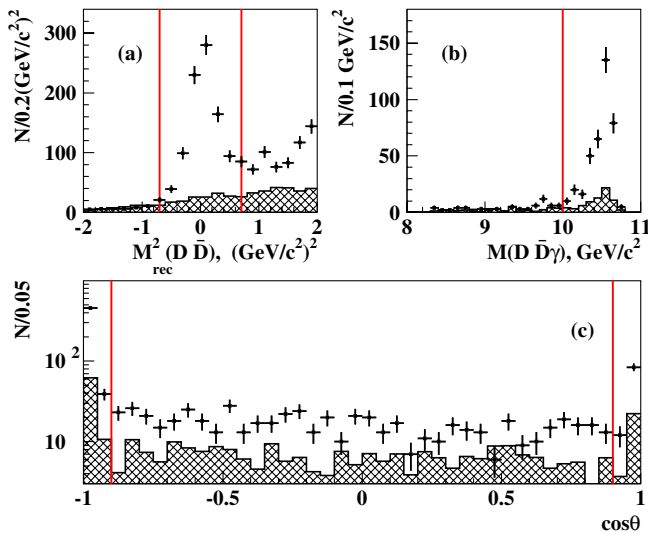 N/0.2(GeV/c²)²
300
200
100
0
(a)
-2 -1 0 1 2
M²rec(D D̄), (GeV/c²)²
N/0.1 GeV/c²
150
100
50
0
(b)
8 9 10 11
M(D D̄γ), GeV/c²
N/0.05
10²
10
(c)
-1 -0.5 0 0.5 1
cosθ